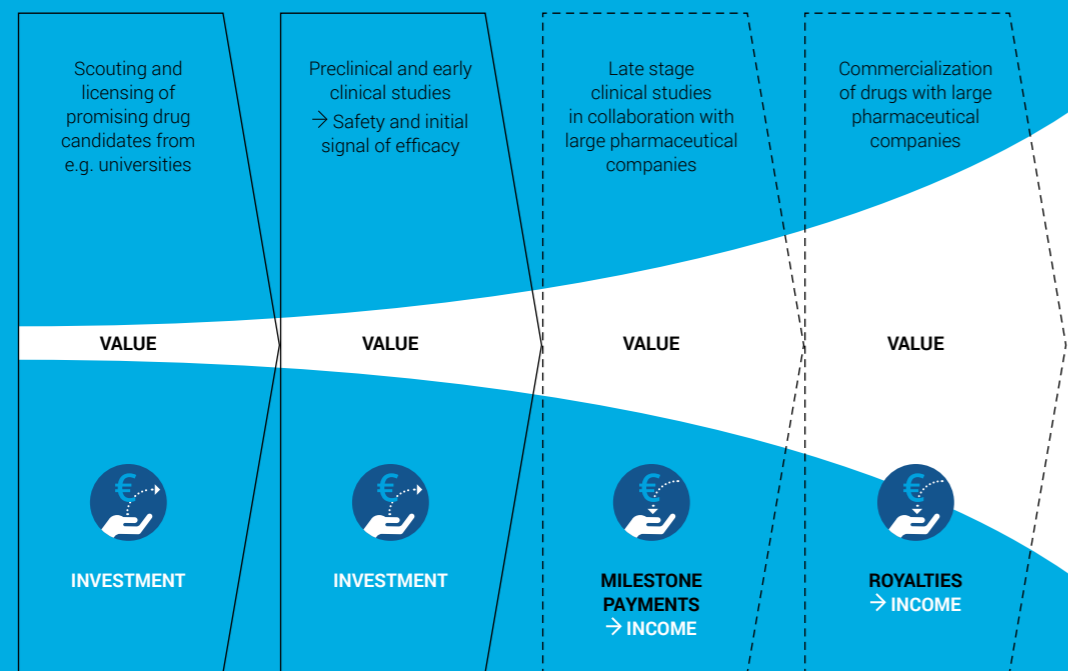 Scouting and
licensing of
promising drug
candidates from
e.g. universities
Preclinical and early
clinical studies
→ Safety and initial
signal of efficacy
Late stage
clinical studies
in collaboration with
large pharmaceutical
companies
Commercialization
of drugs with large
pharmaceutical
companies
VALUE
VALUE
VALUE
VALUE
€
€
€
€
INVESTMENT
INVESTMENT
MILESTONE
PAYMENTS
→ INCOME
ROYALTIES
→ INCOME